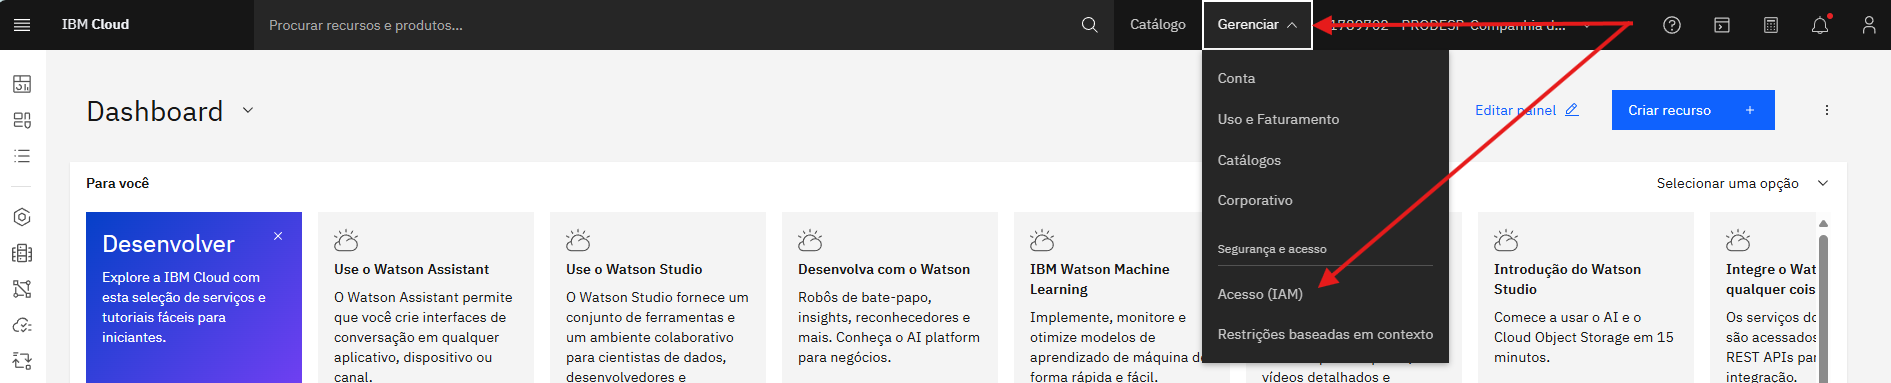 IBM Cloud
Procurar recursos e produtos...
Catálogo
Gerenciar
1789702 - PRODESP-Companhia d...
Conta
Uso e Faturamento
Catálogos
Corporativo
Segurança e acesso
Acesso (IAM)
Restrições baseadas em contexto
Dashboard
Editar painel
Criar recurso +
Para você
Selecionar uma opção
Desenvolver
Explore a IBM Cloud com
esta seleção de serviços e
tutoriais fáceis para
iniciantes.
Use o Watson Assistant
O Watson Assistant permite
que você crie interfaces de
conversação em qualquer
aplicativo, dispositivo ou
canal.
Use o Watson Studio
O Watson Studio fornece um
conjunto de ferramentas e
um ambiente colaborativo
para cientistas de dados,
desenvolvedores e
Desenvolva com o Watson
Robôs de bate-papo,
insights, reconhecedores e
mais. Conheça o AI platform
para negócios.
IBM Watson Machine
Learning
Implemente, monitore e
otimize modelos de
aprendizado de máquina de
forma rápida e fácil.
vídeos detalhados e
Introdução do Watson
Studio
Comece a usar o AI e o
Cloud Object Storage em 15
minutos.
Integre o Wat
qualquer cois
Os serviços do
são acessados
REST APIs par
integração.